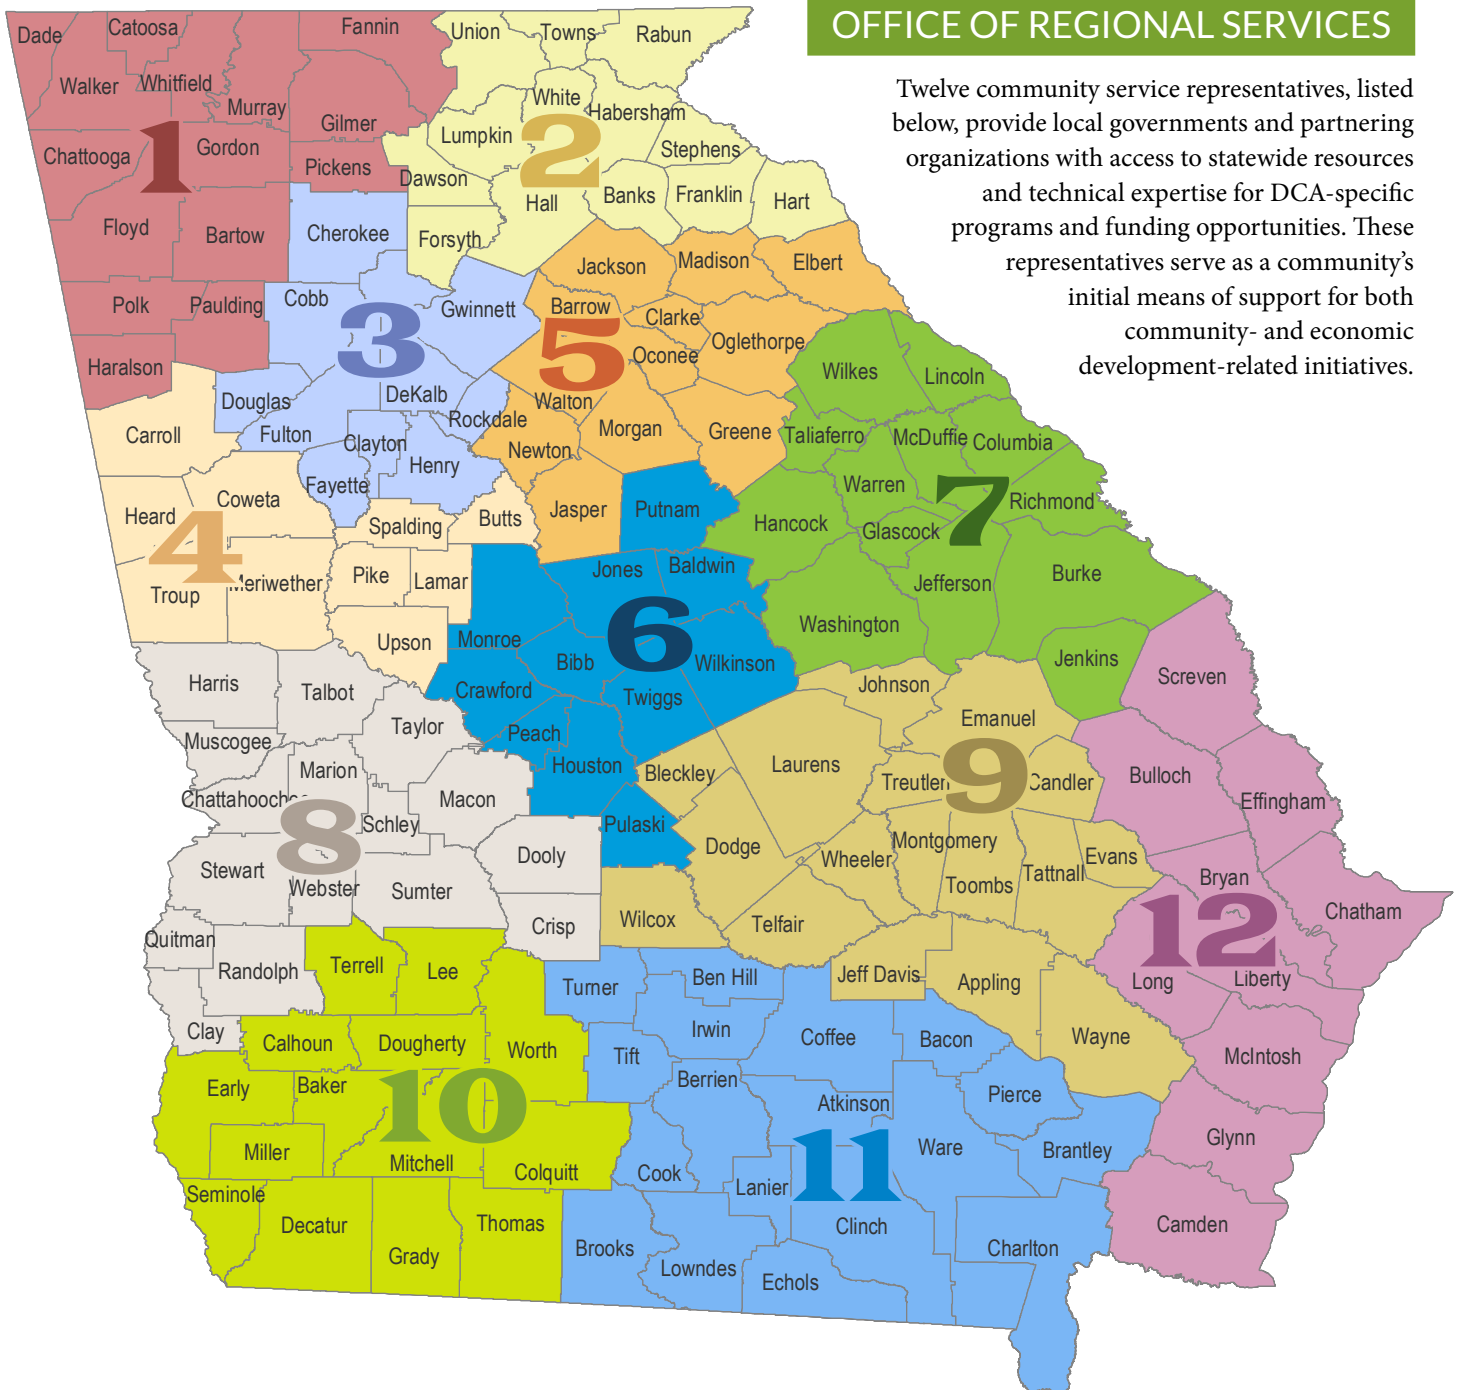 OFFICE OF REGIONAL SERVICES
Twelve community service representatives, listed
below, provide local governments and partnering
organizations with access to statewide resources
and technical expertise for DCA-specific
programs and funding opportunities. These
representatives serve as a community's
initial means of support for both
community- and economic
development-related initiatives.
Dade
Catoosa
Fannin
Walker
Whitfield
Murray
Gilmer
Chattooga
1
Gordon
Pickens
Floyd
Bartow
Polk
Paulding
Haralson
Union
Towns
Rabun
White
Habersham
Lumpkin
2
Stephens
Dawson
Hall
Banks
Franklin
Hart
Forsyth
Cherokee
Cobb
3
Gwinnett
Douglas
DeKalb
Rockdale
Fulton
Clayton
Henry
Fayette
Carroll
Coweta
Heard
4
Spalding
Butts
Troup
Meriwether
Pike
Lamar
Upson
Jackson
Madison
Elbert
Barrow
Clarke
5
Oconee
Oglethorpe
Walton
Morgan
Greene
Newton
Jasper
Putnam
Jones
Baldwin
Monroe
6
Bibb
Wilkinson
Crawford
Twiggs
Peach
Houston
Pulaski
Wilkes
Lincoln
Taliaferro
McDuffie
Columbia
Warren
7
Richmond
Hancock
Glascock
Jefferson
Burke
Washington
Jenkins
Harris
Talbot
Taylor
Muscogee
Marion
Chattahoochee
Macon
8
Schley
Dooly
Stewart
Webster
Sumter
Crisp
Quitman
Randolph
Clay
Johnson
Emanuel
Bleckley
Laurens
Treutlen
9
Candler
Dodge
Wheeler
Montgomery
Toombs
Tattnall
Evans
Wilcox
Telfair
Jeff Davis
Appling
Wayne
Terrell
Lee
Calhoun
Dougherty
Worth
Early
Baker
10
Miller
Mitchell
Colquitt
Seminole
Decatur
Grady
Thomas
Turner
Ben Hill
Irwin
Coffee
Bacon
Tift
Berrien
Atkinson
Pierce
Cook
Lanier
11
Ware
Brantley
Clinch
Brooks
Lowndes
Echols
Charlton
Screven
Bulloch
Effingham
Bryan
12
Chatham
Long
Liberty
McIntosh
Glynn
Camden